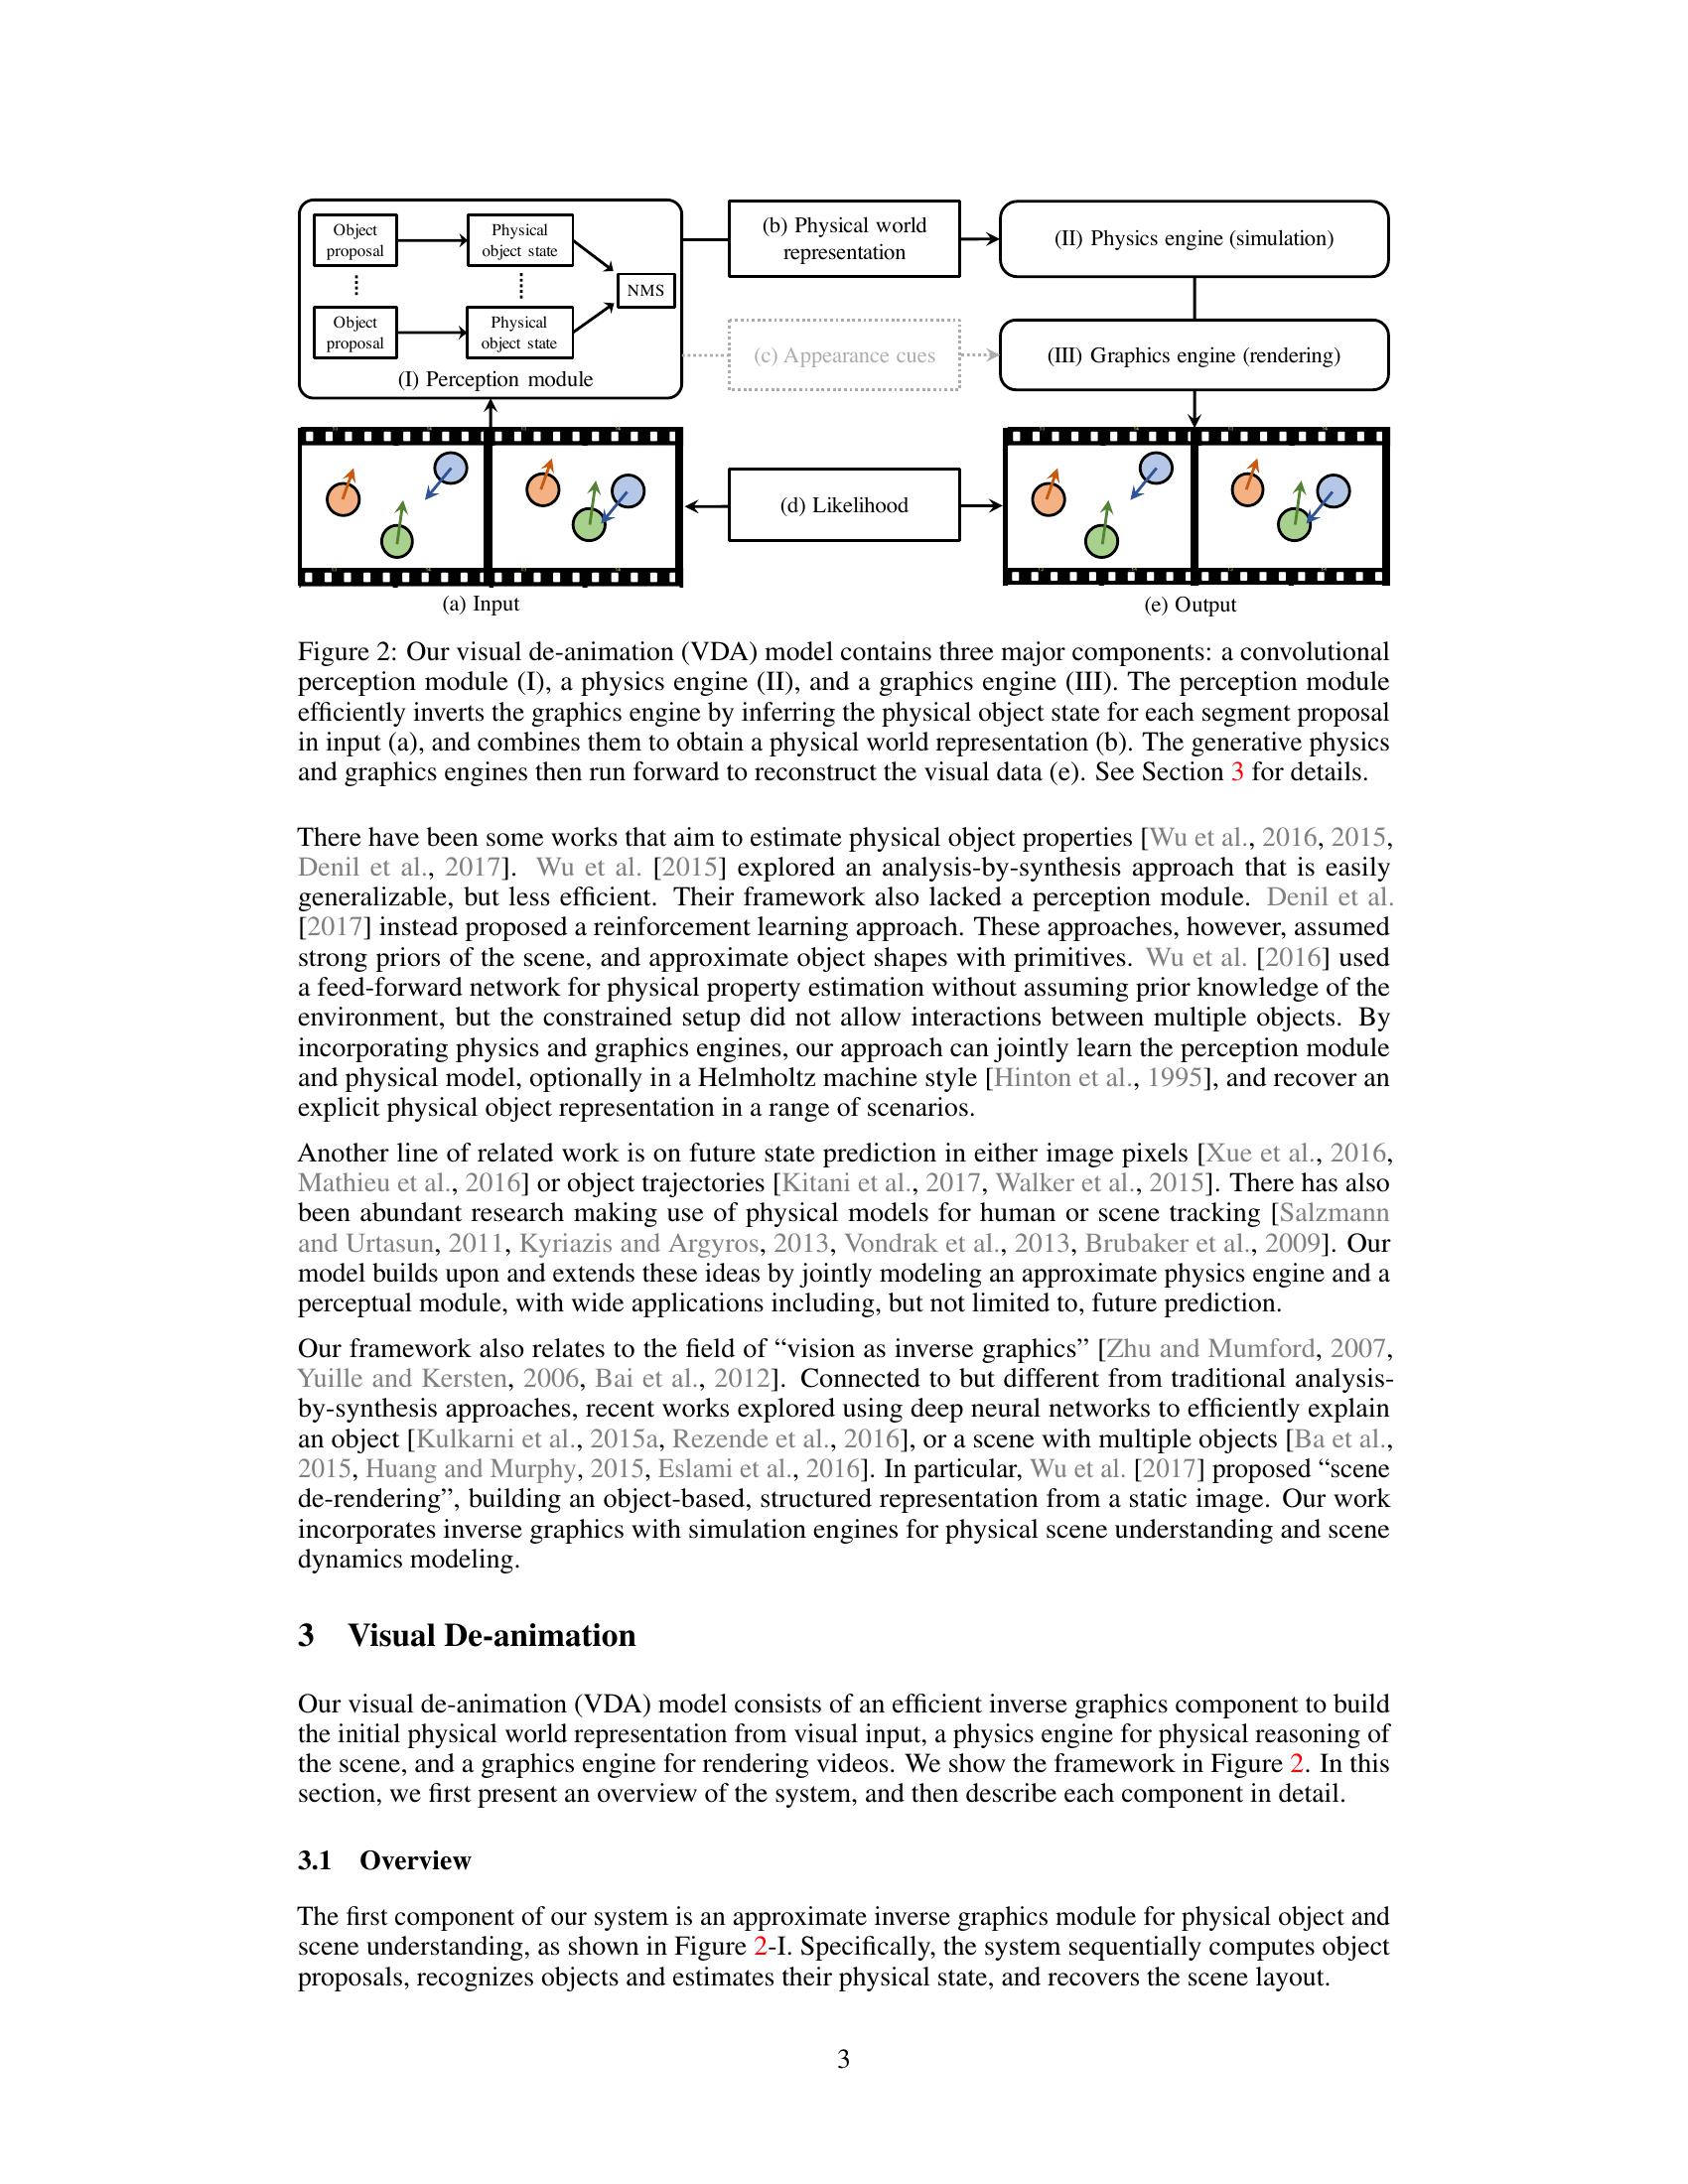 Object
proposal
Physical
object state
NMS
Object
proposal
Physical
object state
(I) Perception module
(b) Physical world
representation
(II) Physics engine (simulation)
(c) Appearance cues
(III) Graphics engine (rendering)
(d) Likelihood
(a) Input
(e) Output
Figure 2: Our visual de-animation (VDA) model contains three major components: a convolutional
perception module (I), a physics engine (II), and a graphics engine (III). The perception module
efficiently inverts the graphics engine by inferring the physical object state for each segment proposal
in input (a), and combines them to obtain a physical world representation (b). The generative physics
and graphics engines then run forward to reconstruct the visual data (e). See Section 3 for details.
There have been some works that aim to estimate physical object properties [Wu et al., 2016, 2015,
Denil et al., 2017]. Wu et al. [2015] explored an analysis-by-synthesis approach that is easily
generalizable, but less efficient. Their framework also lacked a perception module. Denil et al.
[2017] instead proposed a reinforcement learning approach. These approaches, however, assumed
strong priors of the scene, and approximate object shapes with primitives. Wu et al. [2016] used
a feed-forward network for physical property estimation without assuming prior knowledge of the
environment, but the constrained setup did not allow interactions between multiple objects. By
incorporating physics and graphics engines, our approach can jointly learn the perception module
and physical model, optionally in a Helmholtz machine style [Hinton et al., 1995], and recover an
explicit physical object representation in a range of scenarios.
Another line of related work is on future state prediction in either image pixels [Xue et al., 2016,
Mathieu et al., 2016] or object trajectories [Kitani et al., 2017, Walker et al., 2015]. There has also
been abundant research making use of physical models for human or scene tracking [Salzmann
and Urtasun, 2011, Kyriazis and Argyros, 2013, Vondrak et al., 2013, Brubaker et al., 2009]. Our
model builds upon and extends these ideas by jointly modeling an approximate physics engine and a
perceptual module, with wide applications including, but not limited to, future prediction.
Our framework also relates to the field of “vision as inverse graphics” [Zhu and Mumford, 2007,
Yuille and Kersten, 2006, Bai et al., 2012]. Connected to but different from traditional analysis-
by-synthesis approaches, recent works explored using deep neural networks to efficiently explain
an object [Kulkarni et al., 2015a, Rezende et al., 2016], or a scene with multiple objects [Ba et al.,
2015, Huang and Murphy, 2015, Eslami et al., 2016]. In particular, Wu et al. [2017] proposed “scene
de-rendering”, building an object-based, structured representation from a static image. Our work
incorporates inverse graphics with simulation engines for physical scene understanding and scene
dynamics modeling.
3 Visual De-animation
Our visual de-animation (VDA) model consists of an efficient inverse graphics component to build
the initial physical world representation from visual input, a physics engine for physical reasoning of
the scene, and a graphics engine for rendering videos. We show the framework in Figure 2. In this
section, we first present an overview of the system, and then describe each component in detail.
3.1 Overview
The first component of our system is an approximate inverse graphics module for physical object and
scene understanding, as shown in Figure 2-I. Specifically, the system sequentially computes object
proposals, recognizes objects and estimates their physical state, and recovers the scene layout.
3